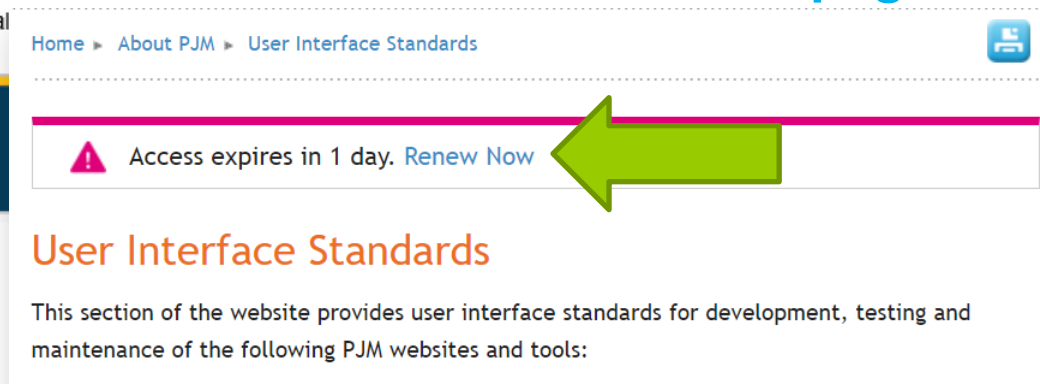 Home ▸ About PJM ▸ User Interface Standards
Access expires in 1 day. Renew Now
User Interface Standards
This section of the website provides user interface standards for development, testing and
maintenance of the following PJM websites and tools: